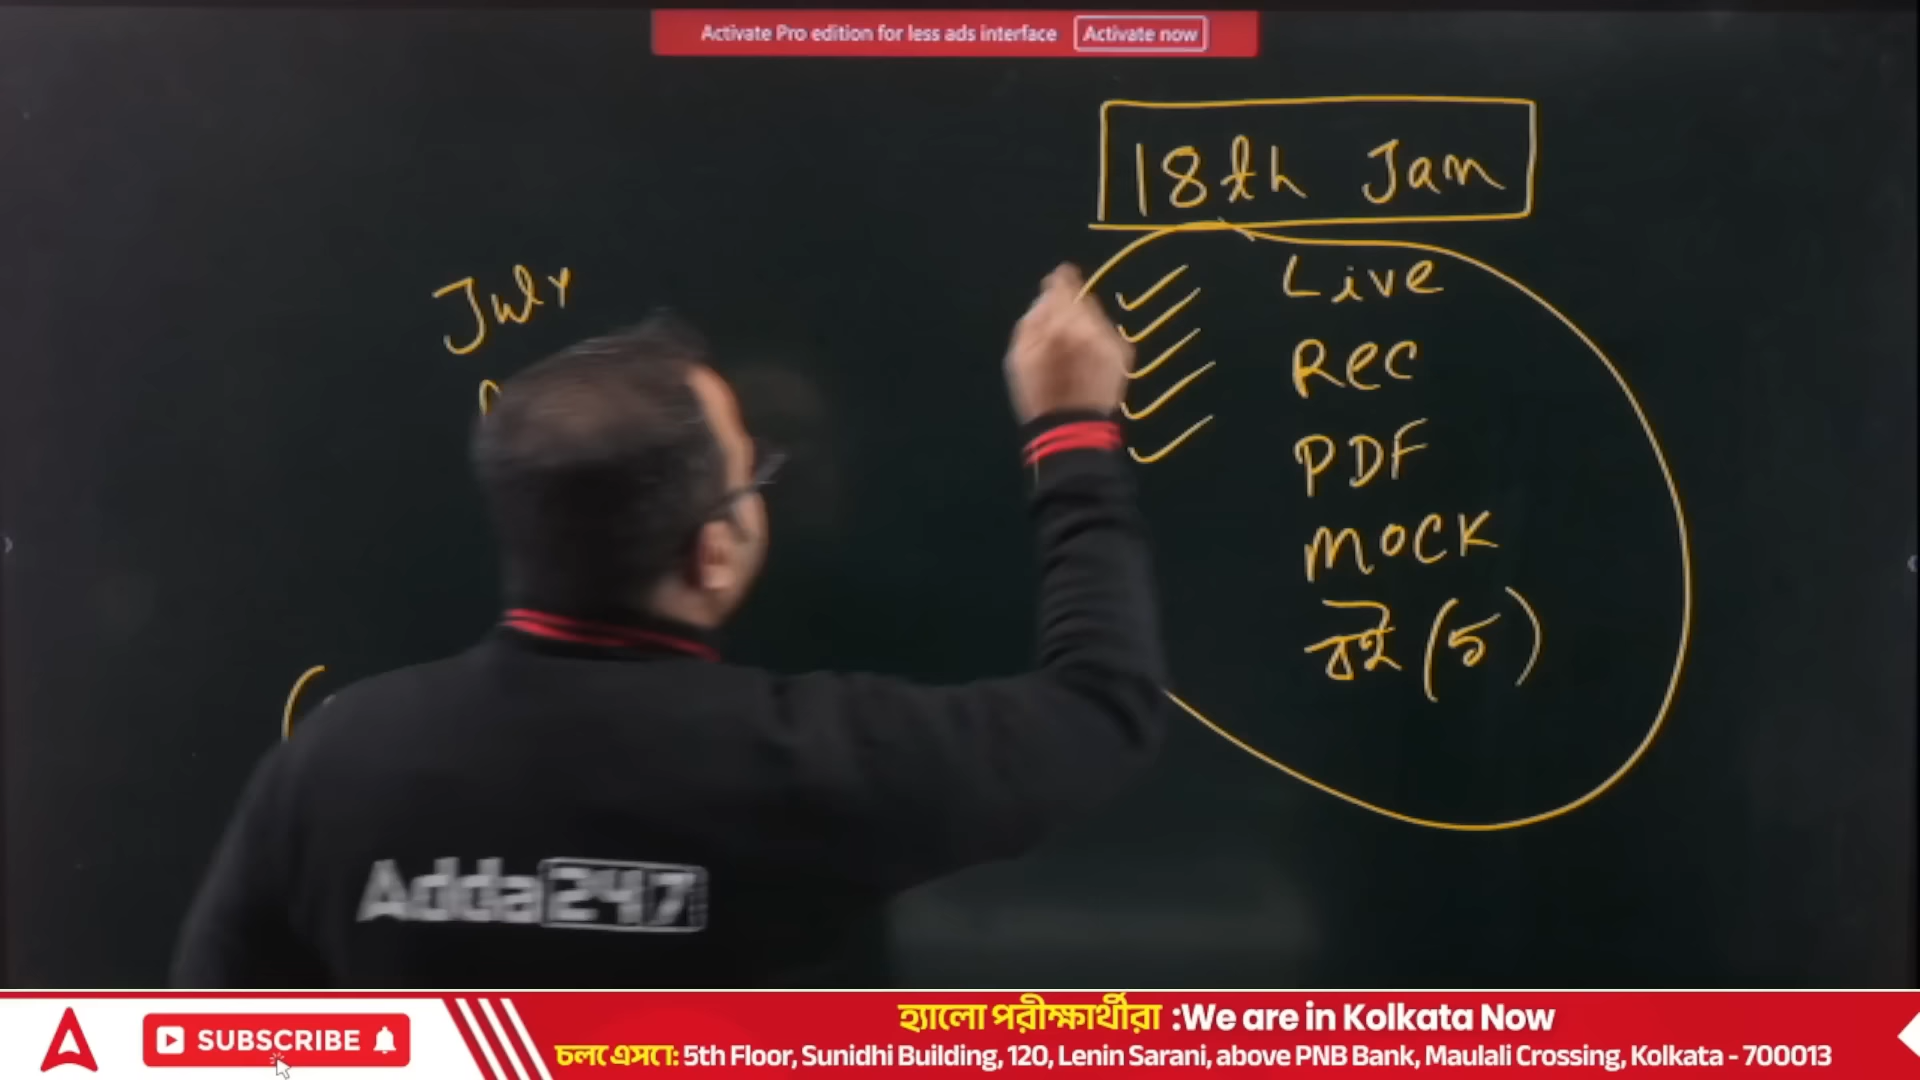 Activate Pro edition for less ads interface Activate now
18th Jan
July
Live
Rec
PDF
MOCK
বই (5)
Adda247
SUBSCRIBE
হ্যালো পরীক্ষার্থীরা :We are in Kolkata Now
চলে এসো: 5th Floor, Sunidhi Building, 120, Lenin Sarani, above PNB Bank, Maulali Crossing, Kolkata - 700013